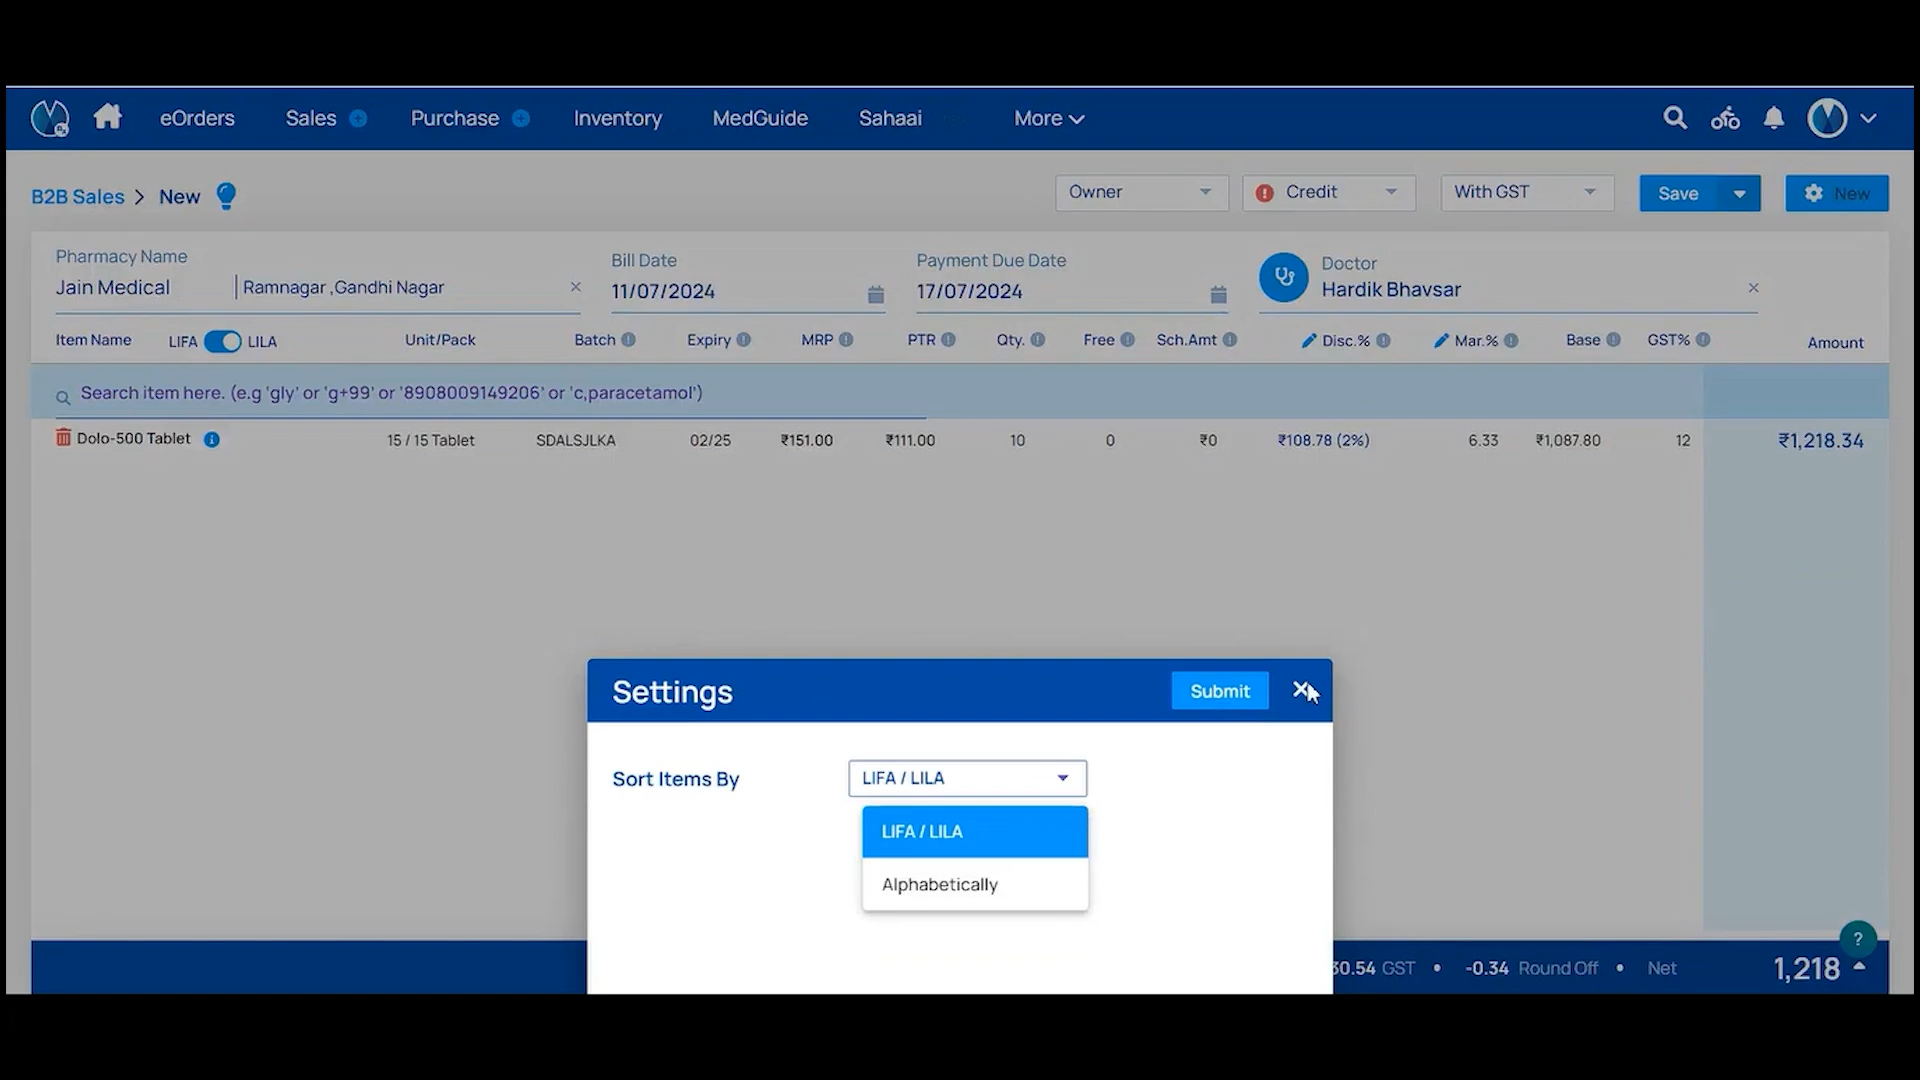 eOrders Sales Purchase Inventory MedGuide Sahaai More
B2B Sales > New Owner Credit With GST Save New
Pharmacy Name Bill Date Payment Due Date Doctor
Jain Medical Ramnagar ,Gandhi Nagar 11/07/2024 17/07/2024 Hardik Bhavsar
Item Name LIFA LILA Unit/Pack Batch Expiry MRP PTR Qty. Free Sch.Amt Disc.% Mar.% Base GST% Amount
Search item here. (e.g 'gly' or 'g+99' or '8908009149206' or 'c,paracetamol')
Dolo-500 Tablet 15 / 15 Tablet SDALSJLKA 02/25 ₹151.00 ₹111.00 10 0 ₹0 ₹108.78 (2%) 6.33 ₹1,087.80 12 ₹1,218.34
Settings Submit
Sort Items By LIFA / LILA
LIFA / LILA
Alphabetically
?
GST • -0.34 Round Off • Net 1,218